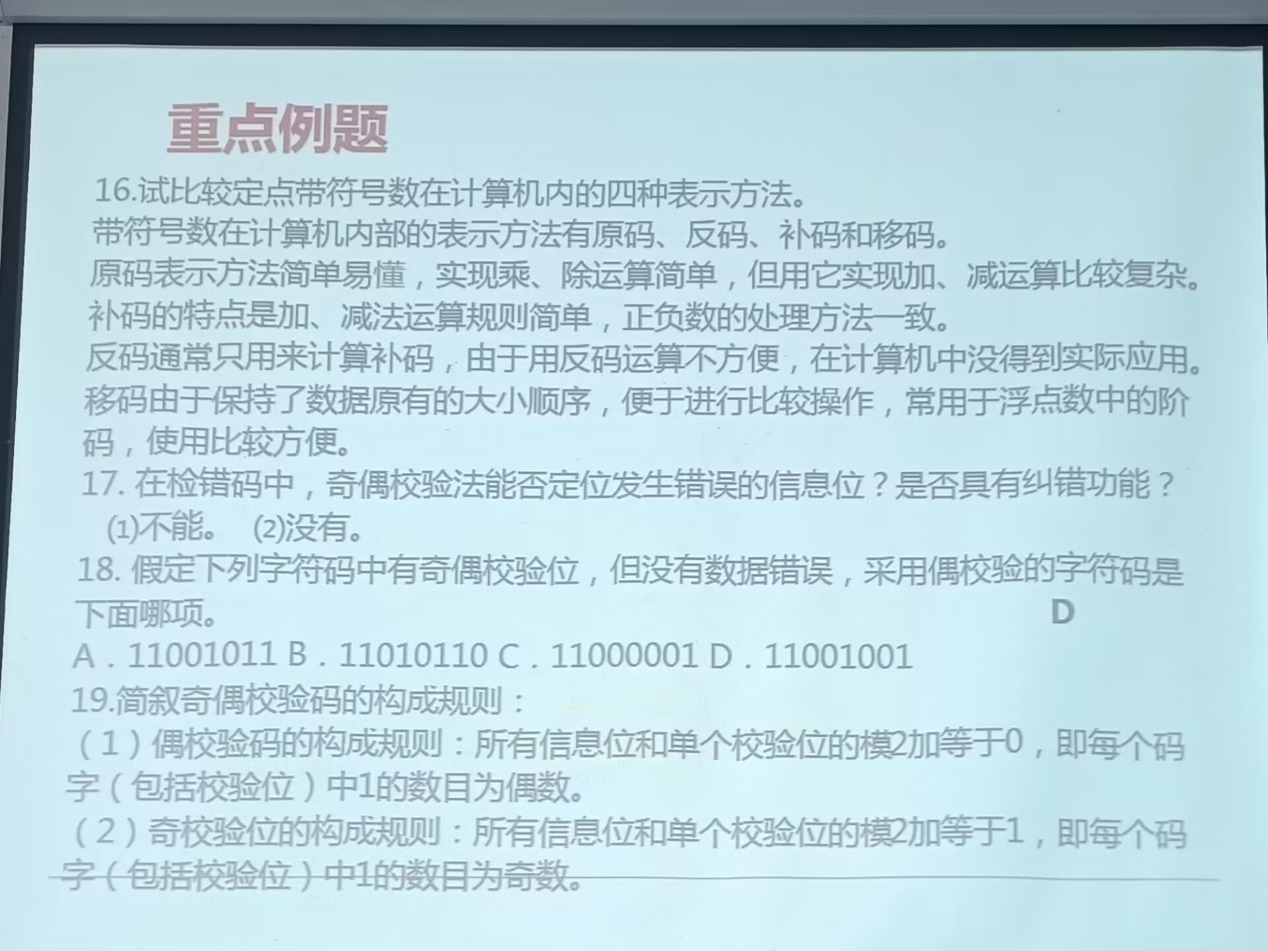 重点例题
16.试比较定点带符号数在计算机内的四种表示方法。
带符号数在计算机内部的表示方法有原码、反码、补码和移码。
原码表示方法简单易懂，实现乘、除运算简单，但用它实现加、减运算比较复杂。
补码的特点是加、减法运算规则简单，正负数的处理方法一致。
反码通常只用来计算补码，由于用反码运算不方便，在计算机中没得到实际应用。
移码由于保持了数据原有的大小顺序，便于进行比较操作，常用于浮点数中的阶
码，使用比较方便。
17. 在检错码中，奇偶校验法能否定位发生错误的信息位？是否具有纠错功能？
(1)不能。 (2)没有。
18. 假定下列字符码中有奇偶校验位，但没有数据错误，采用偶校验的字符码是
下面哪项。 D
A．11001011 B．11010110 C．11000001 D．11001001
19.简叙奇偶校验码的构成规则：
（1）偶校验码的构成规则：所有信息位和单个校验位的模2加等于0，即每个码
字（包括校验位）中1的数目为偶数。
（2）奇校验位的构成规则：所有信息位和单个校验位的模2加等于1，即每个码
字（包括校验位）中1的数目为奇数。